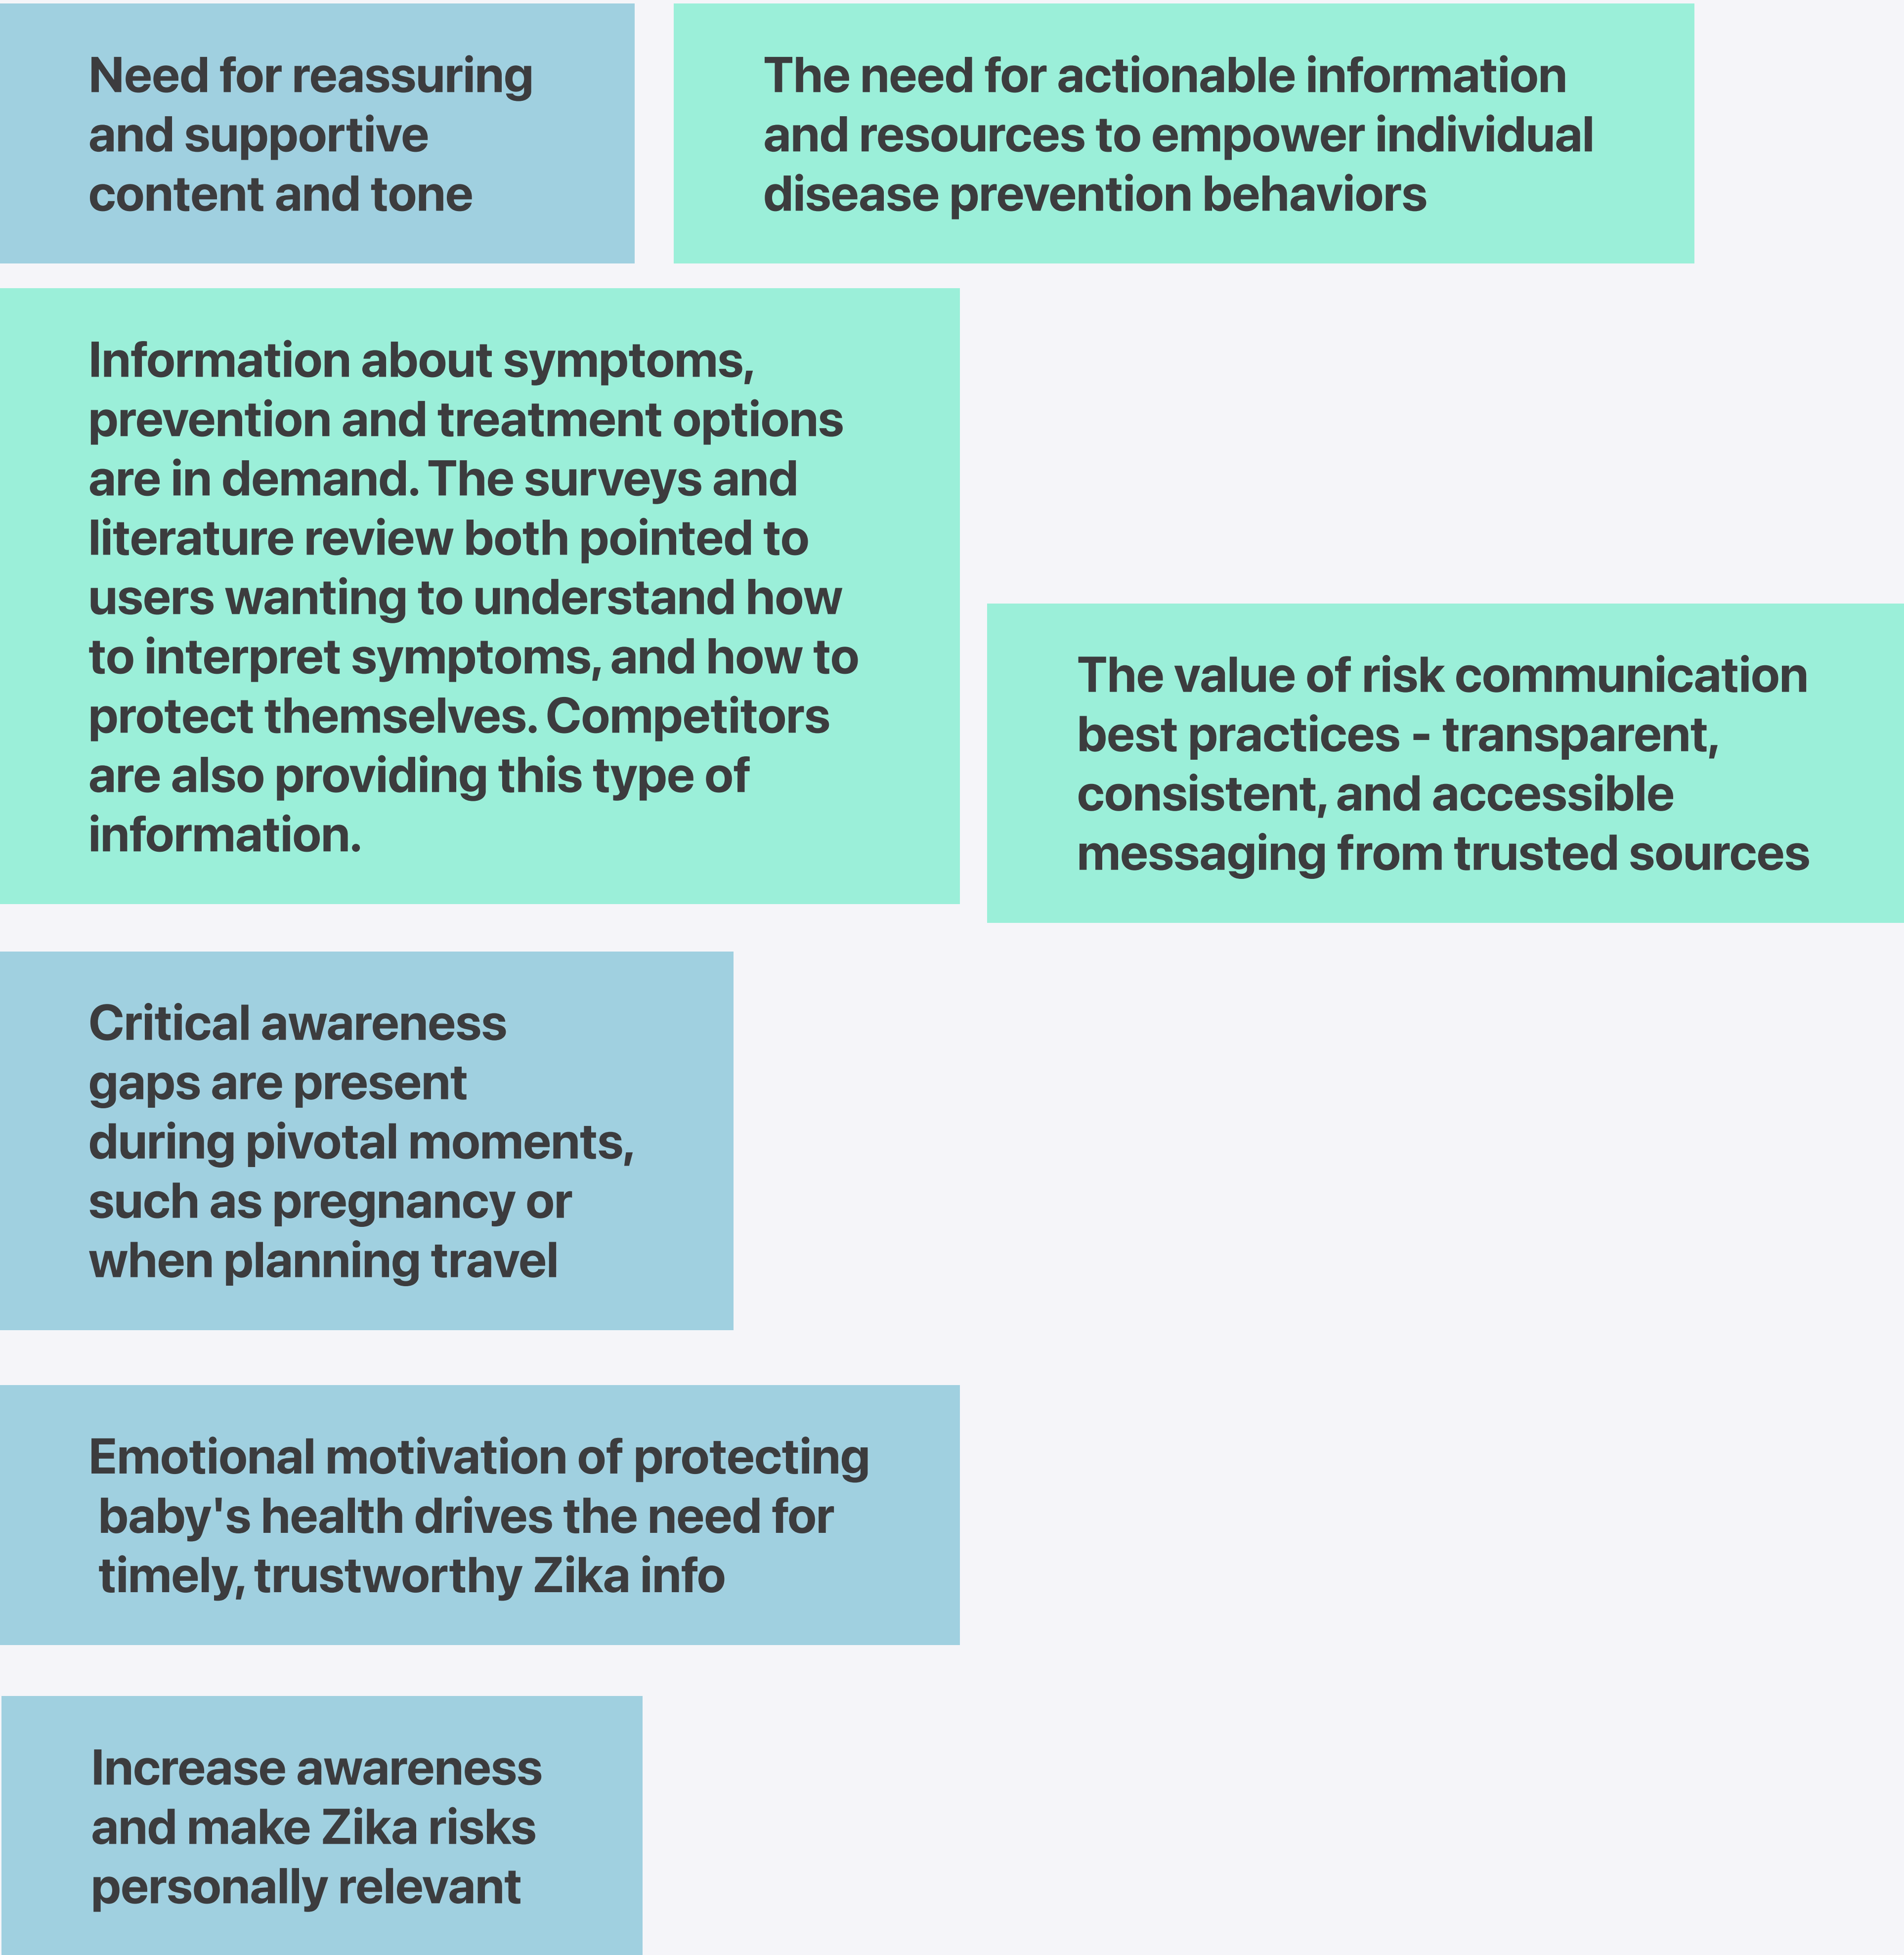 Need for reassuring
and supportive
content and tone
The need for actionable information
and resources to empower individual
disease prevention behaviors
Information about symptoms,
prevention and treatment options
are in demand. The surveys and
literature review both pointed to
users wanting to understand how
to interpret symptoms, and how to
protect themselves. Competitors
are also providing this type of
information.
The value of risk communication
best practices - transparent,
consistent, and accessible
messaging from trusted sources
Critical awareness
gaps are present
during pivotal moments,
such as pregnancy or
when planning travel
Emotional motivation of protecting
baby's health drives the need for
timely, trustworthy Zika info
Increase awareness
and make Zika risks
personally relevant